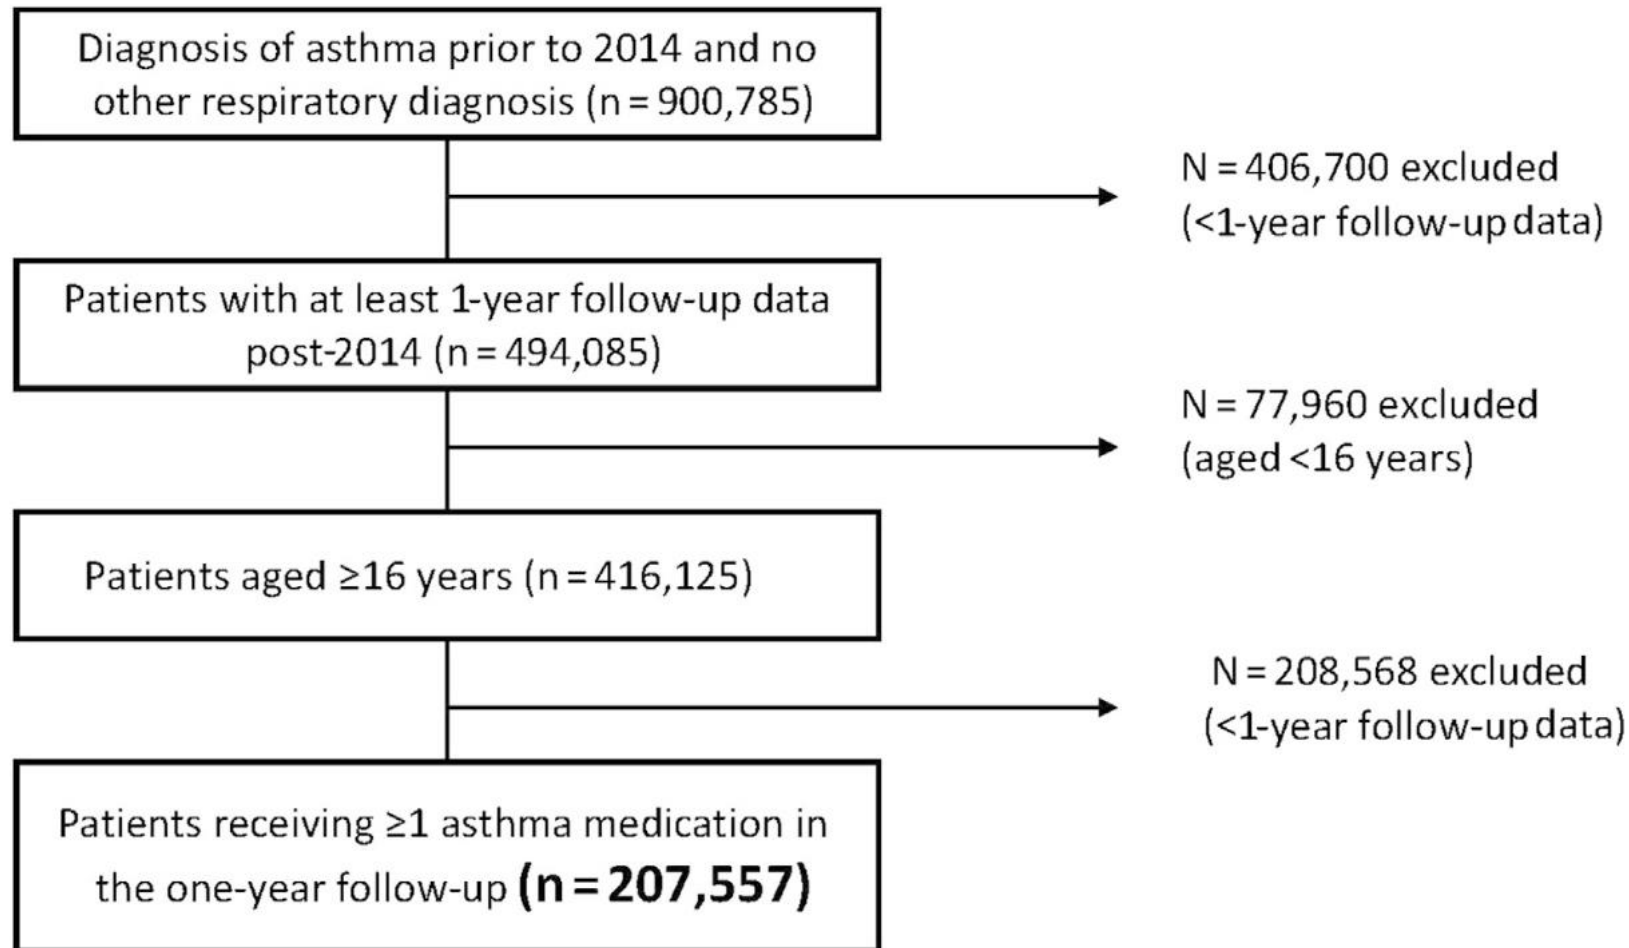 Diagnosis of asthma prior to 2014 and no
other respiratory diagnosis (n = 900,785)
N = 406,700 excluded
(<1-year follow-up data)
Patients with at least 1-year follow-up data
post-2014 (n = 494,085)
N = 77,960 excluded
(aged <16 years)
Patients aged ≥16 years (n = 416,125)
N = 208,568 excluded
(<1-year follow-up data)
Patients receiving ≥1 asthma medication in
the one-year follow-up (n = 207,557)